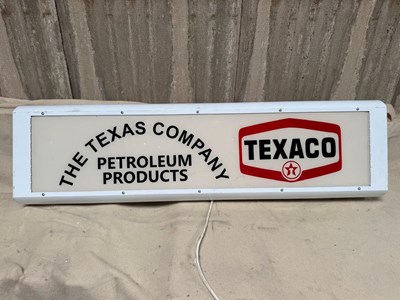 THE TEXAS COMPANY
PETROLEUM
PRODUCTS
TEXACO
T